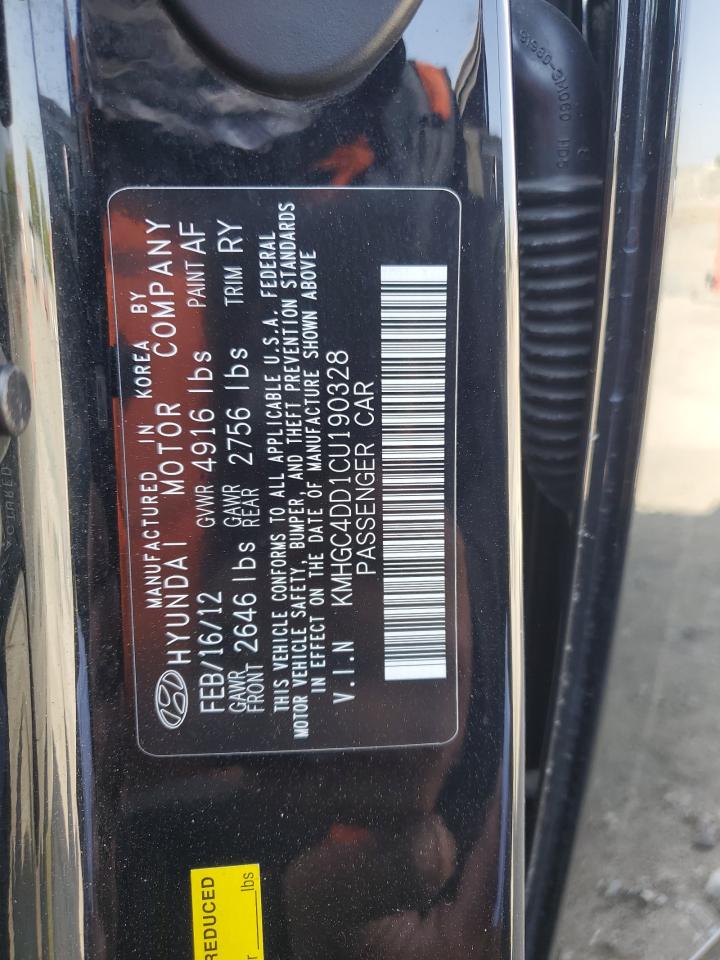 MANUFACTURED IN KOREA BY
HYUNDAI MOTOR COMPANY
FEB/16/12 GVWR 4916 lbs PAINT AF
GAWR FRONT 2646 lbs GAWR REAR 2756 lbs TRIM RY
THIS VEHICLE CONFORMS TO ALL APPLICABLE U.S.A. FEDERAL
MOTOR VEHICLE SAFETY, BUMPER, AND THEFT PREVENTION STANDARDS
IN EFFECT ON THE DATE OF MANUFACTURE SHOWN ABOVE
V.I.N KMHGC4DD1CU190328
PASSENGER CAR
REDUCED
lbs